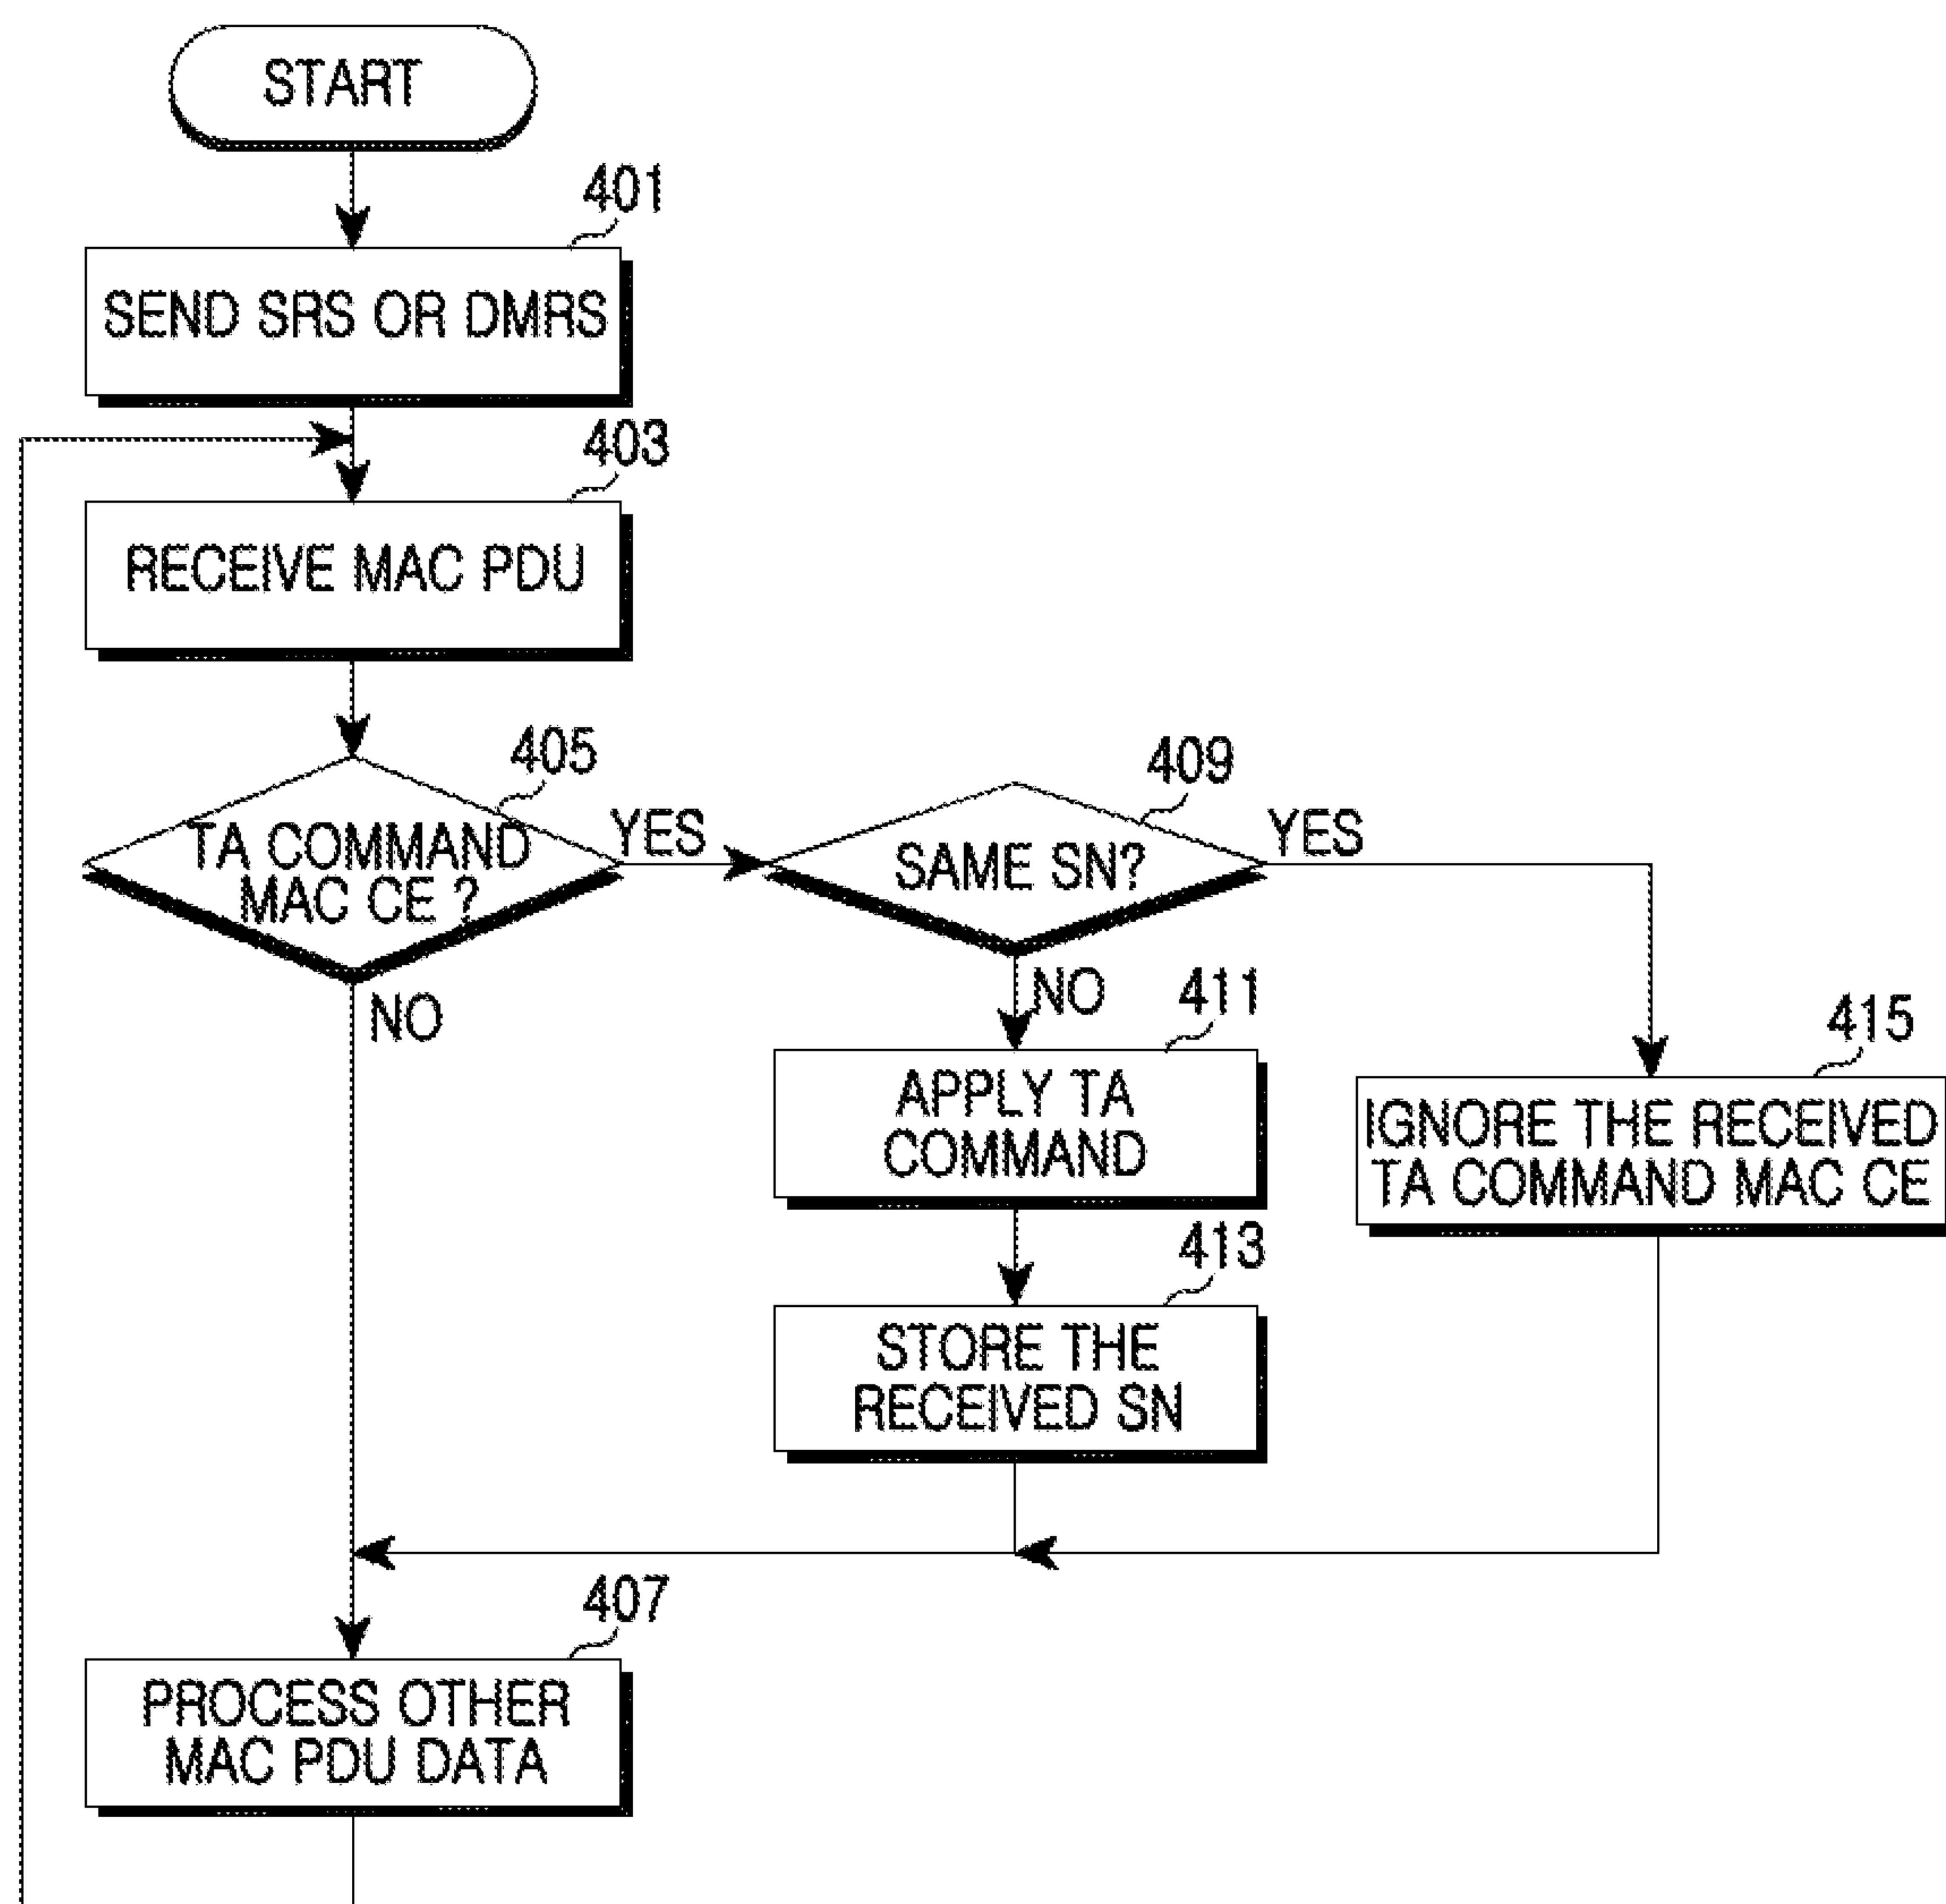 START
401
SEND SRS OR DMRS
403
RECEIVE MAC PDU
405
TA COMMAND
MAC CE ?
YES
NO
409
SAME SN?
YES
NO
411
APPLY TA
COMMAND
413
STORE THE
RECEIVED SN
415
IGNORE THE RECEIVED
TA COMMAND MAC CE
407
PROCESS OTHER
MAC PDU DATA